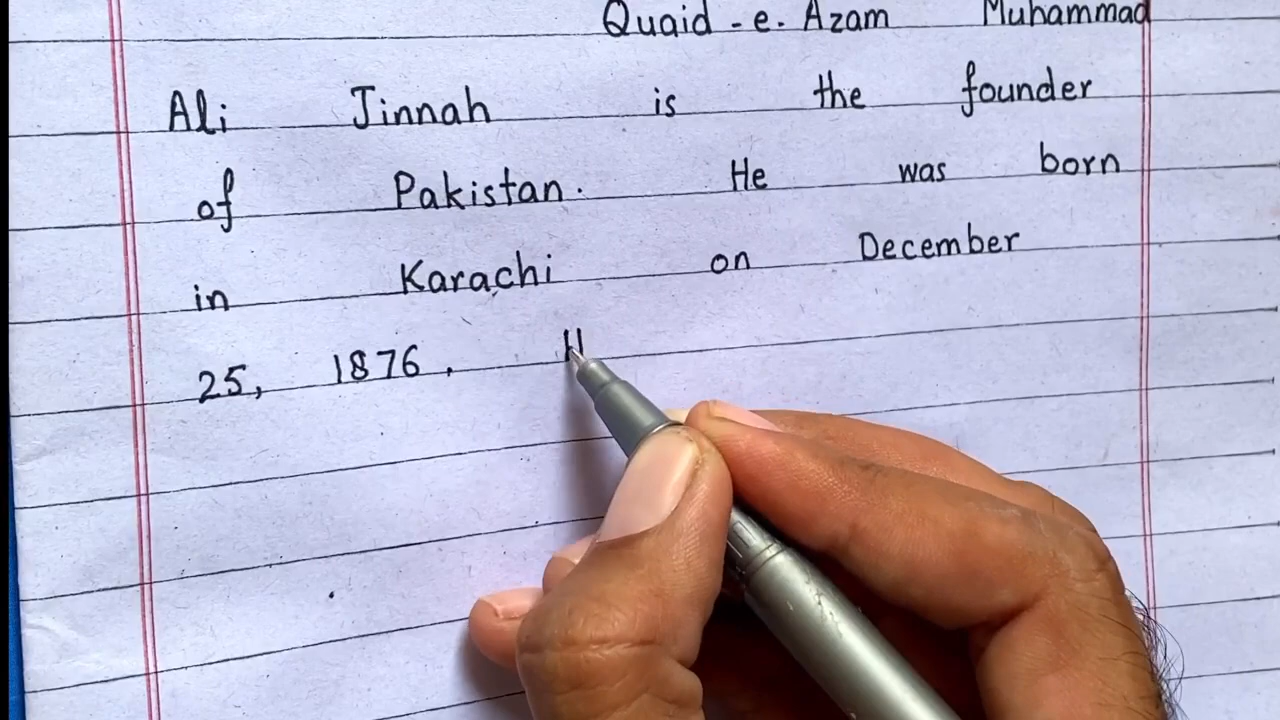 Quaid-e-Azam Muhammad
Ali Jinnah is the founder
of Pakistan. He was born
in Karachi on December
25, 1876.